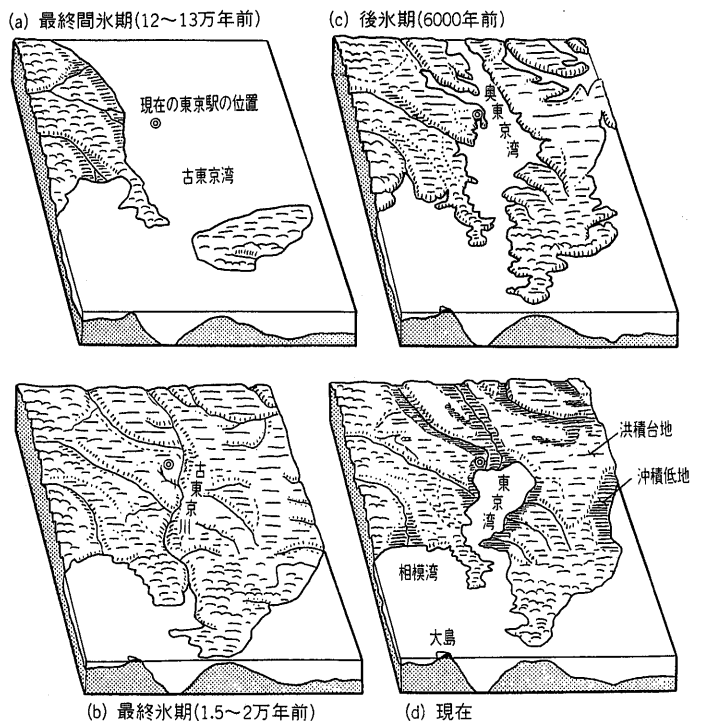 (a) 最終間氷期(12〜13万年前)
現在の東京駅の位置
古東京湾
(c) 後氷期(6000年前)
奥東京湾
古東京川
(b) 最終氷期(1.5〜2万年前)
洪積台地
沖積低地
東京湾
相模湾
大島
(d) 現在